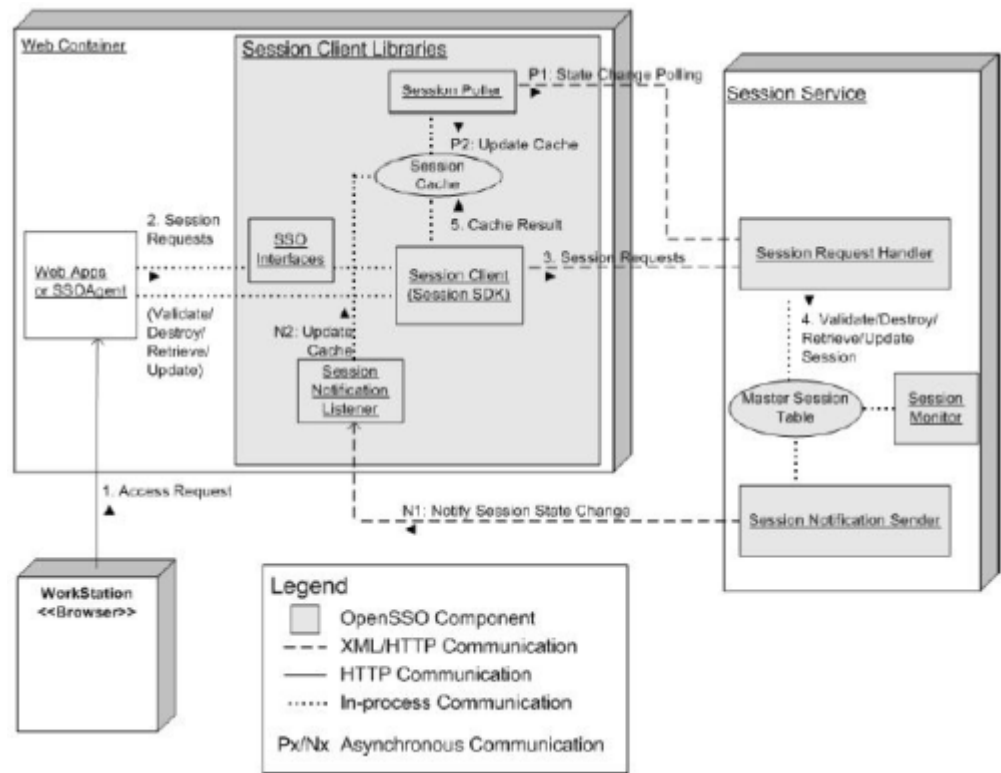 Web Container
Session Client Libraries
Session Poller
P1: State Change Polling
P2: Update Cache
Session
Cache
5. Cache Result
2. Session
Requests
SSO
Interfaces
Web Apps
or SSOAgent
Session Client
(Session SDK)
3. Session Requests
(Validate/
Destroy/
Retrieve/
Update)
N2: Update
Cache
Session
Notification
Listener
Session Service
Session Request Handler
4. Validate/Destroy/
Retrieve/Update
Session
Master Session
Table
Session
Monitor
1. Access Request
N1: Notify Session State Change
Session Notification Sender
WorkStation
<<Browser>>
Legend
OpenSSO Component
XML/HTTP Communication
HTTP Communication
In-process Communication
Px/Nx Asynchronous Communication